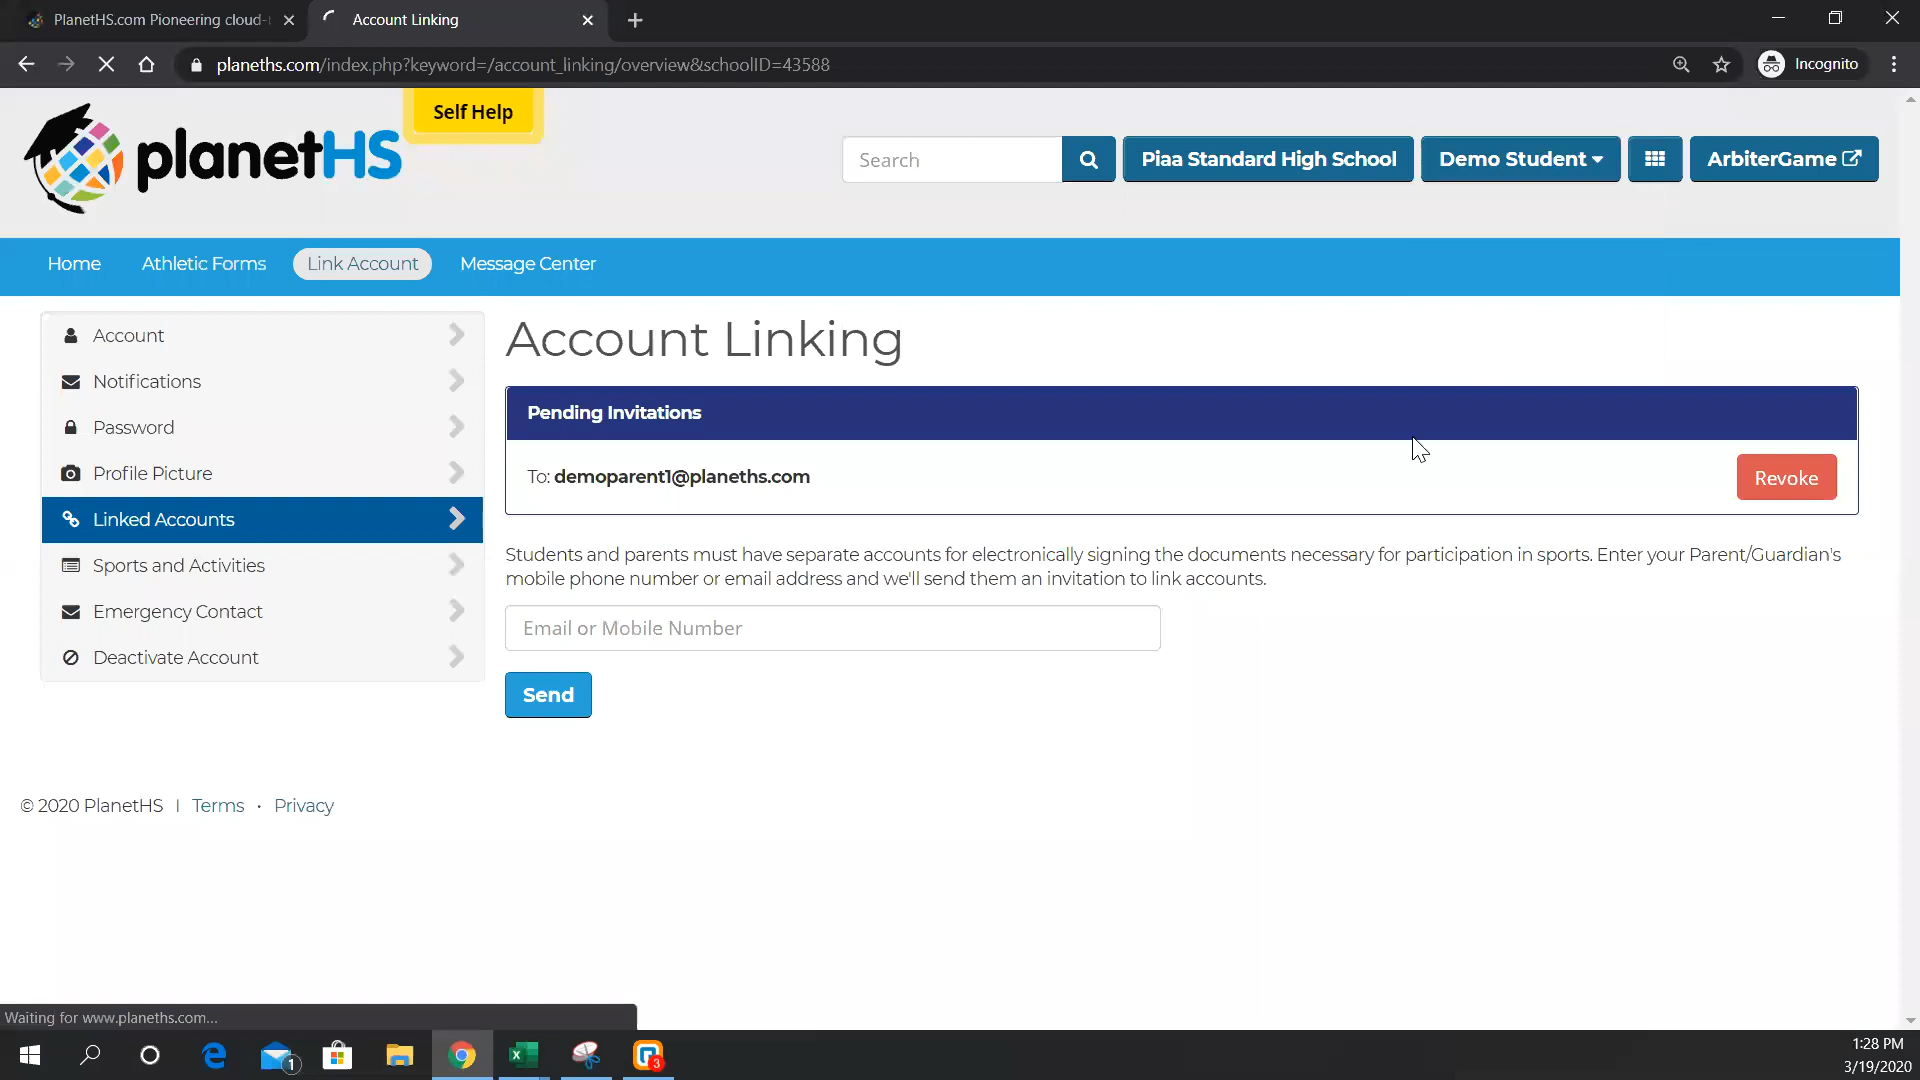 PlanetHS.com Pioneering cloud-
Account Linking
planeths.com/index.php?keyword=/account_linking/overview&schoolID=43588
Incognito
planetHS
Self Help
Search
Piaa Standard High School
Demo Student
ArbiterGame
Home
Athletic Forms
Link Account
Message Center
Account
Notifications
Password
Profile Picture
Linked Accounts
Sports and Activities
Emergency Contact
Deactivate Account
Account Linking
Pending Invitations
To: demoparent1@planeths.com
Revoke
Students and parents must have separate accounts for electronically signing the documents necessary for participation in sports. Enter your Parent/Guardian's
mobile phone number or email address and we'll send them an invitation to link accounts.
Email or Mobile Number
Send
© 2020 PlanetHS | Terms · Privacy
Waiting for www.planeths.com...
1
3
1:28 PM
3/19/2020